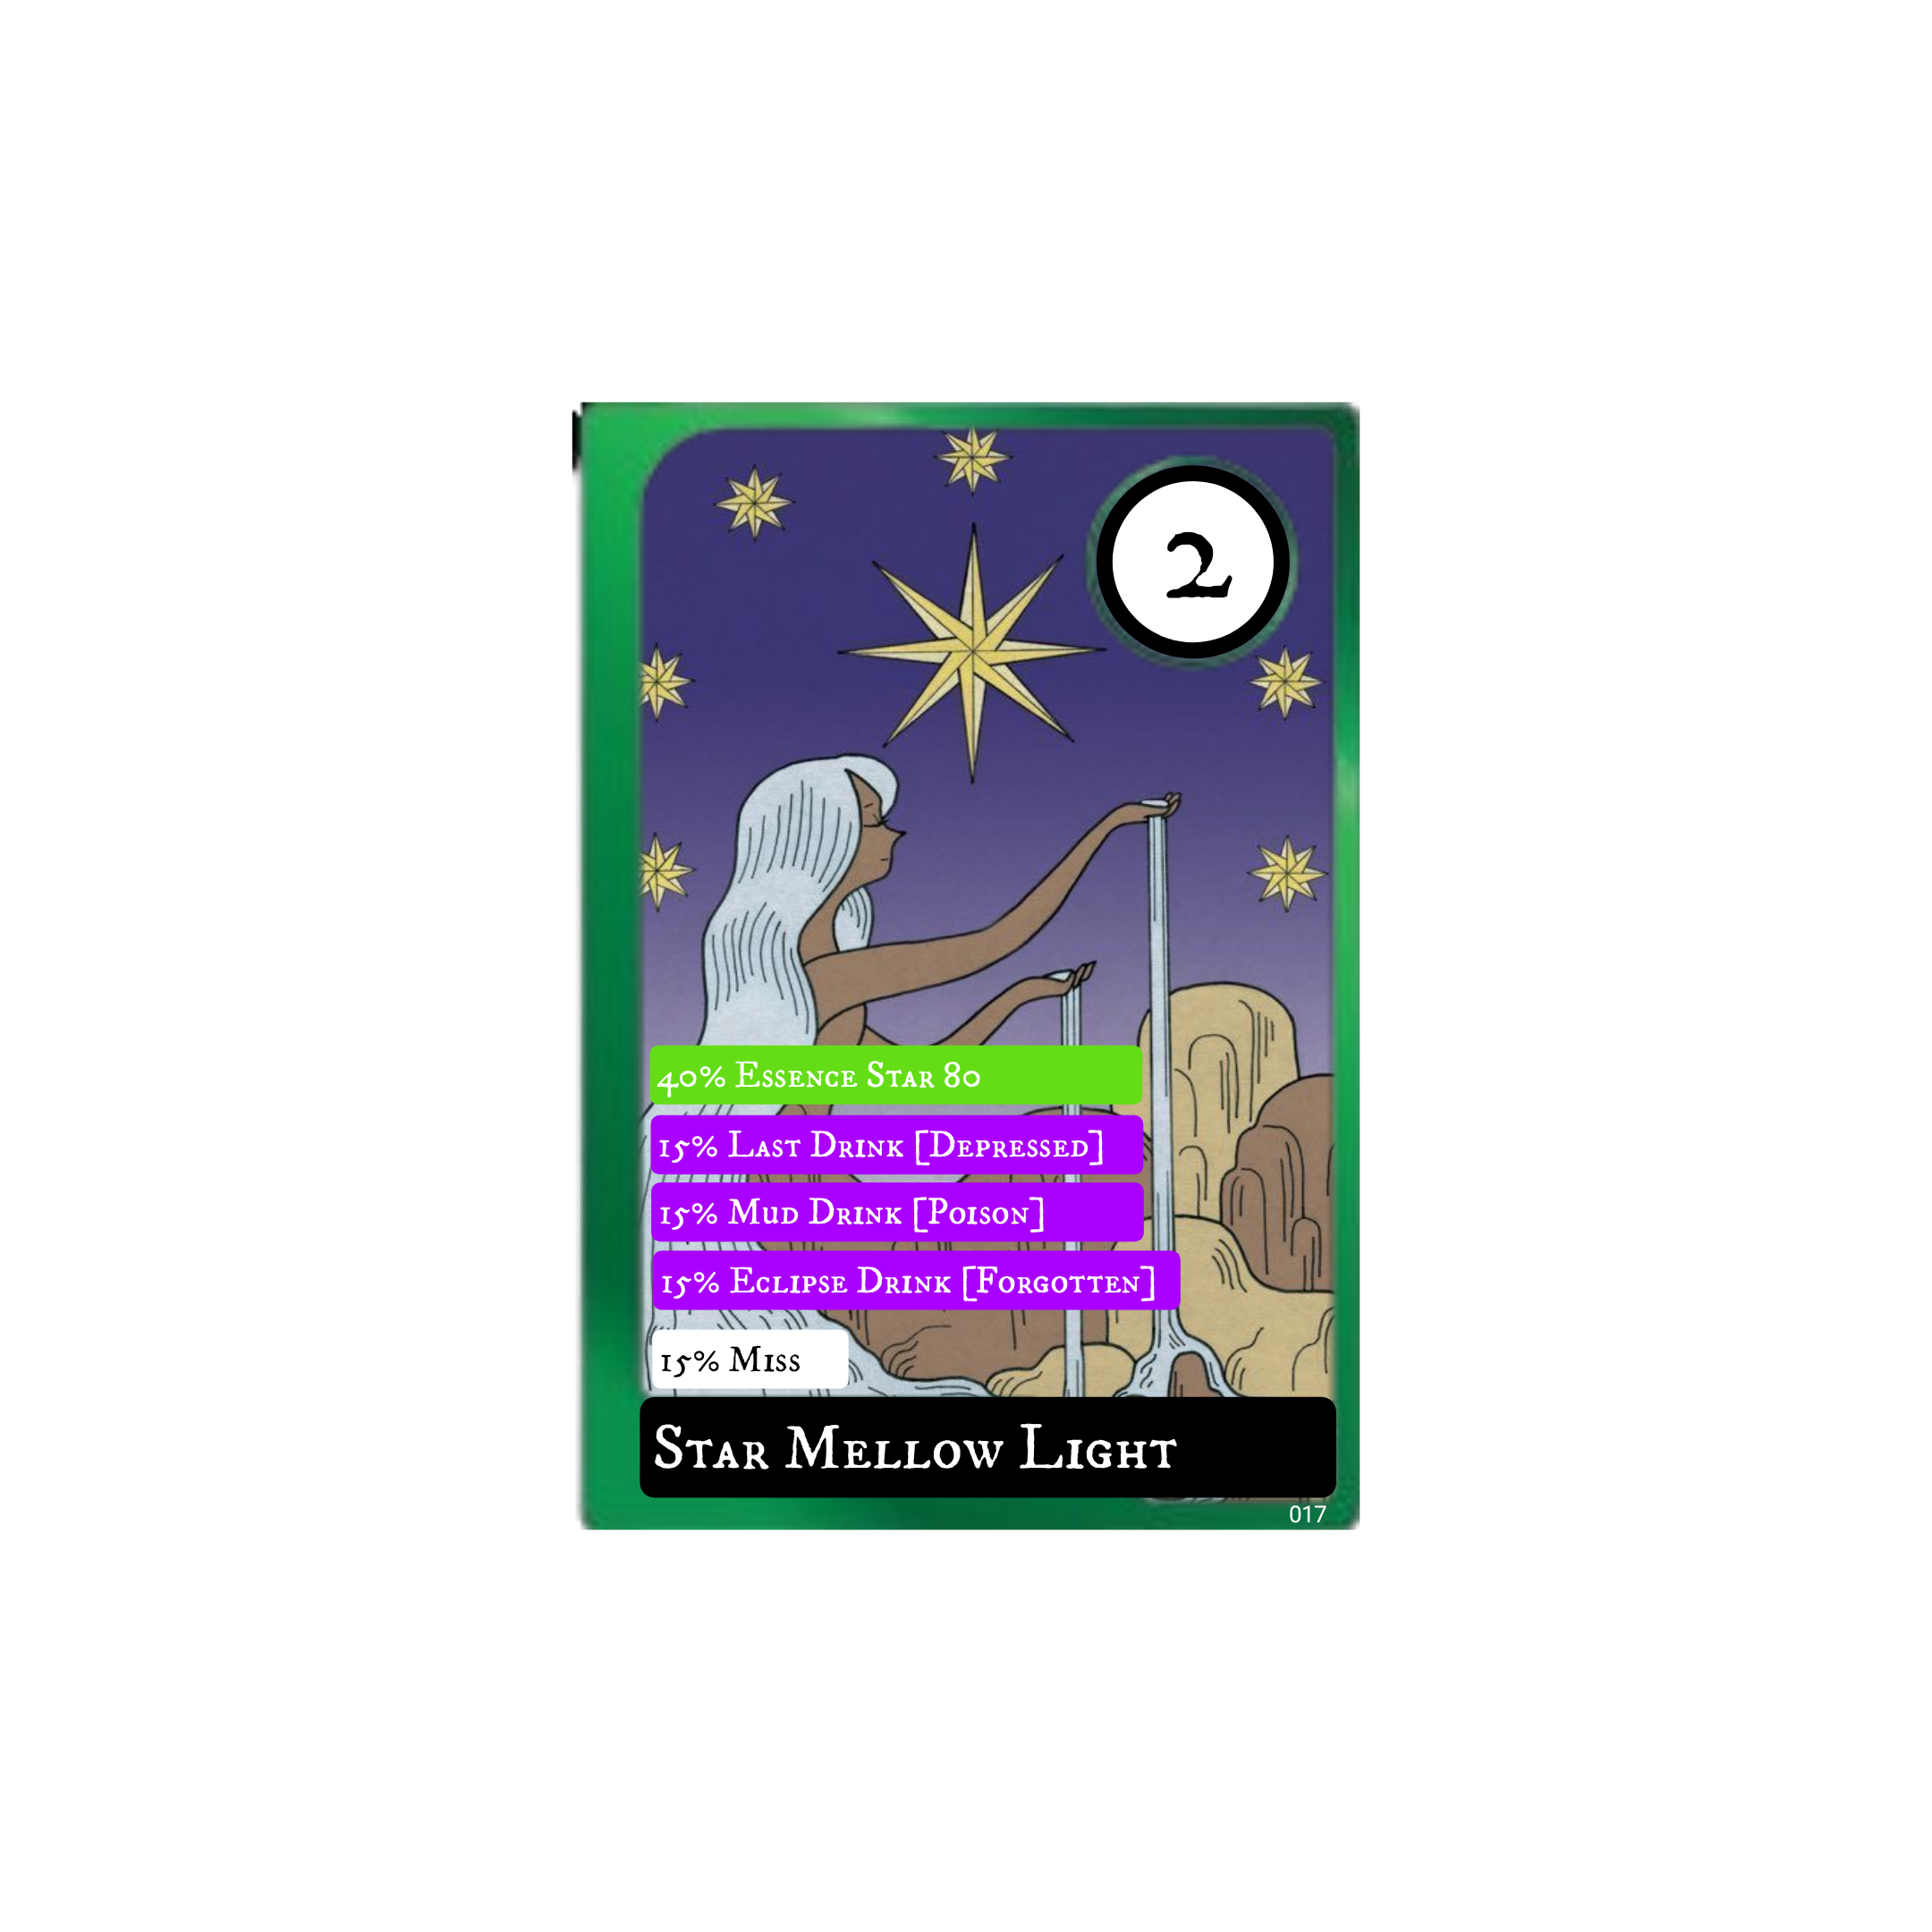 2
40% Essence Star 80
15% Last Drink [Depressed]
15% Mud Drink [Poison]
15% Eclipse Drink [Forgotten]
15% Miss
Star Mellow Light
017